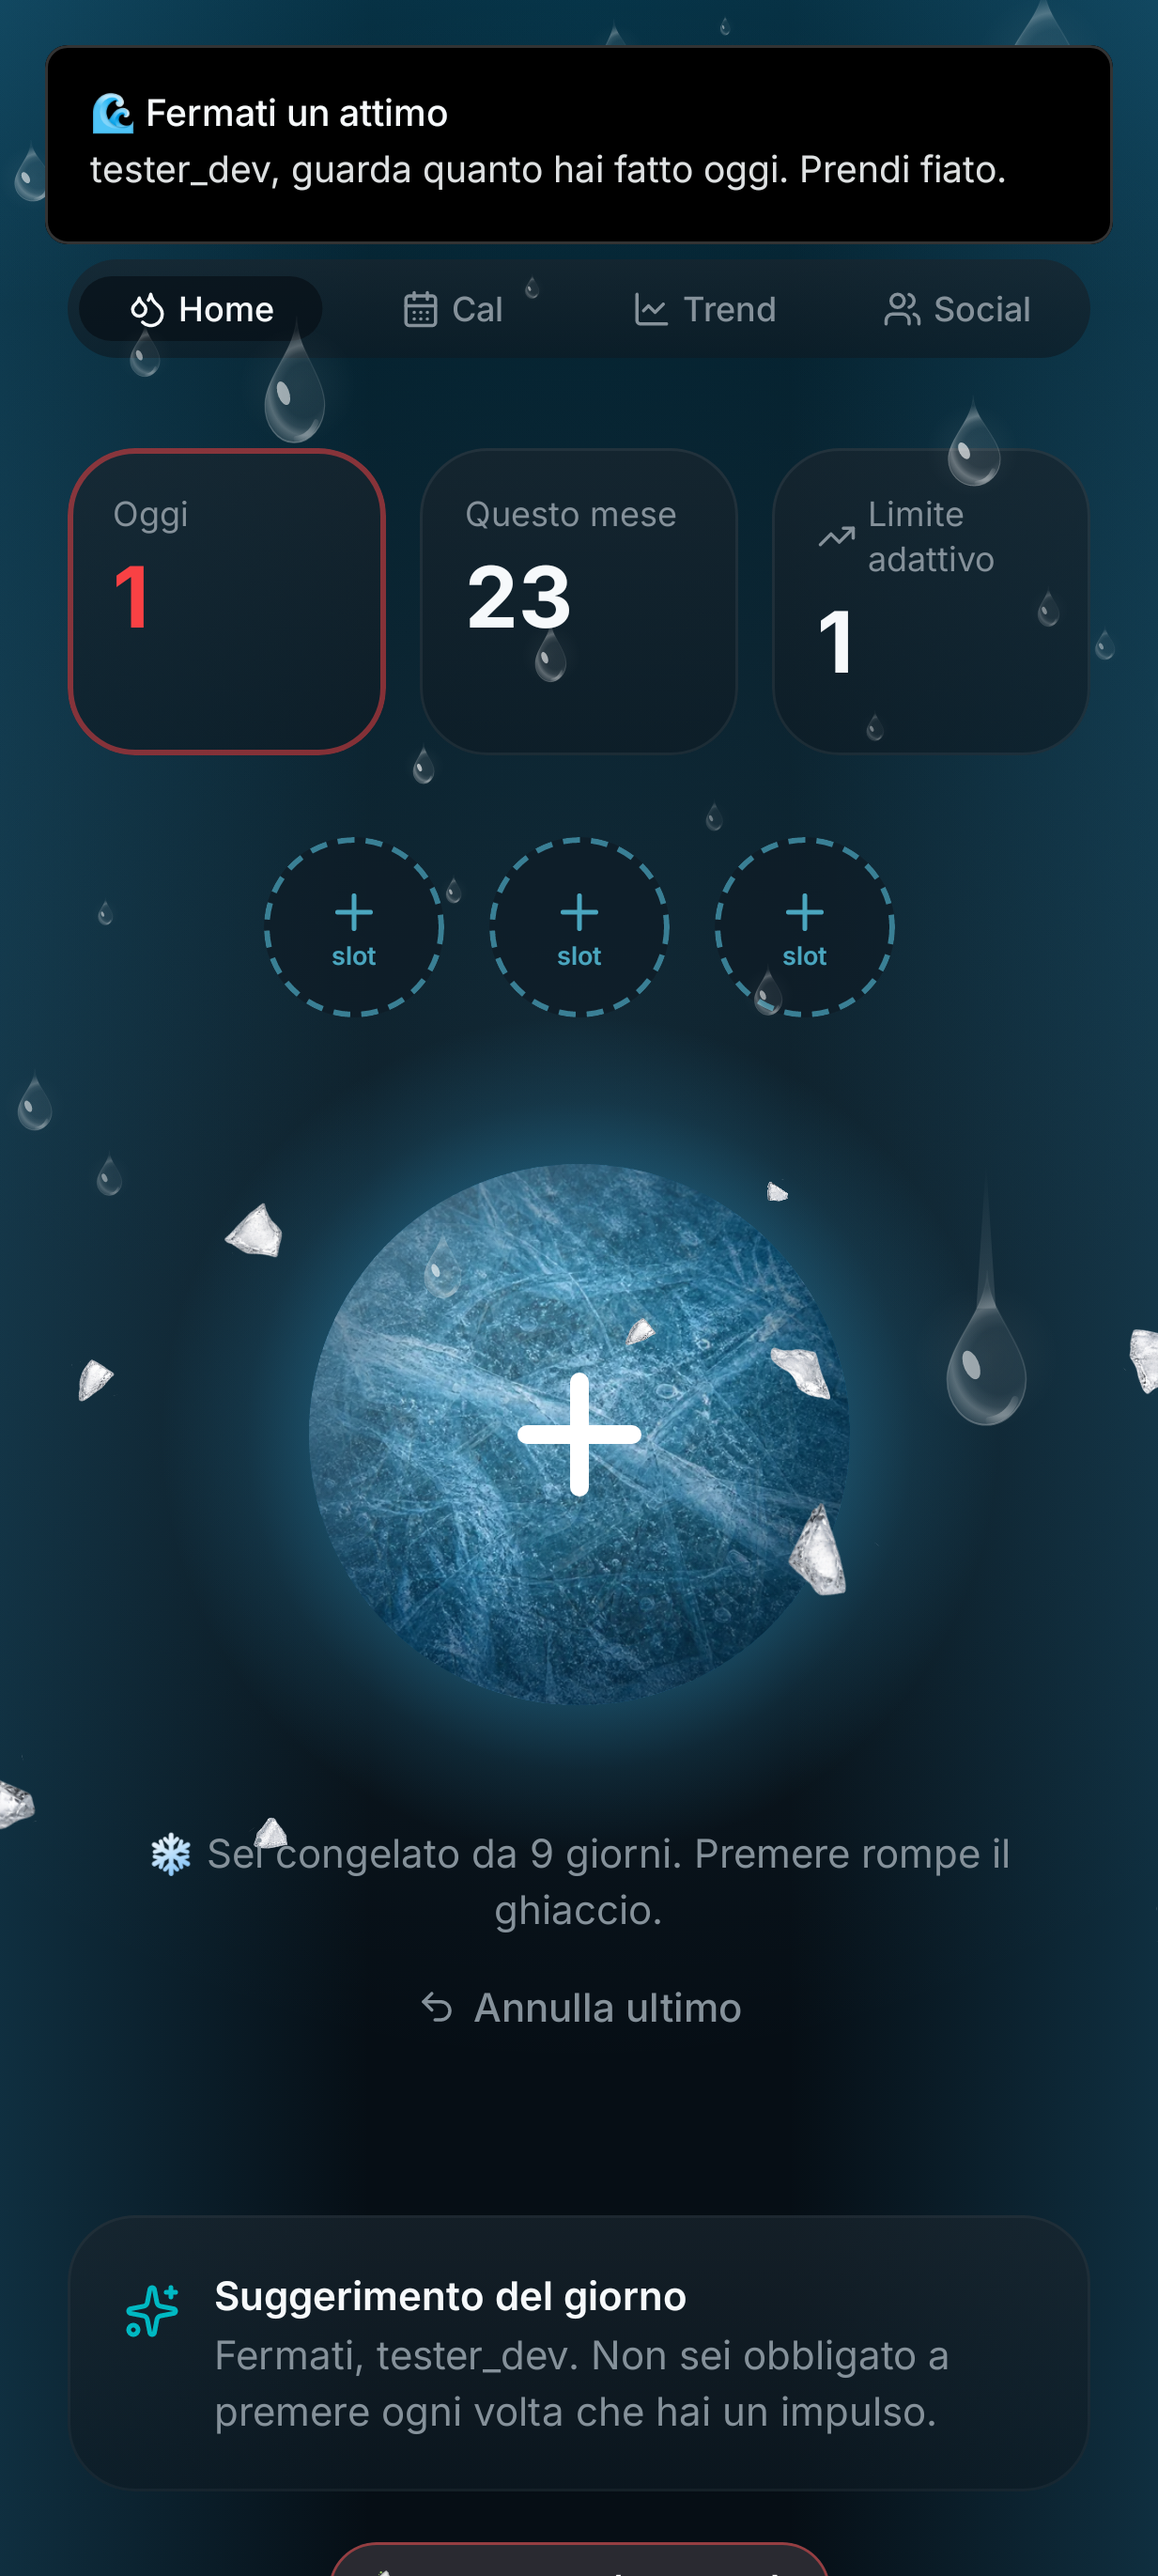 🌊 Fermati un attimo
tester_dev, guarda quanto hai fatto oggi. Prendi fiato.
Home
Cal
Trend
Social
Oggi
1
Questo mese
23
Limite
adattivo
1
slot
slot
slot
❄️ Sei congelato da 9 giorni. Premere rompe il
ghiaccio.
Annulla ultimo
Suggerimento del giorno
Fermati, tester_dev. Non sei obbligato a
premere ogni volta che hai un impulso.